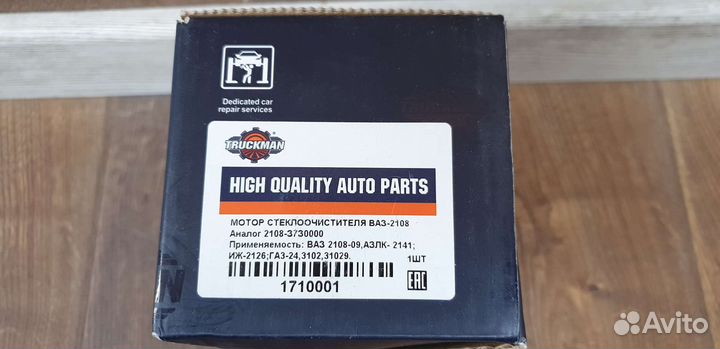 Dedicated car
repair services
TRUCKMAN
HIGH QUALITY AUTO PARTS
МОТОР СТЕКЛООЧИСТИТЕЛЯ ВАЗ-2108
Аналог 2108-3730000
Применяемость: ВАЗ 2108-09,АЗЛК- 2141;
ИЖ-2126;ГАЗ-24,3102,31029.
1ШТ
1710001
EAC
Avito